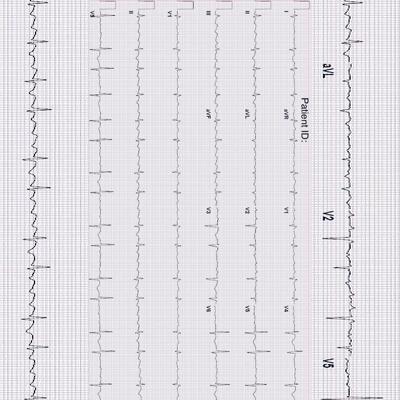 aVL V2 V5
Patient ID:
I aVR V1 V4
II aVL V2 V5
III aVF V3 V6
V1
II
V5